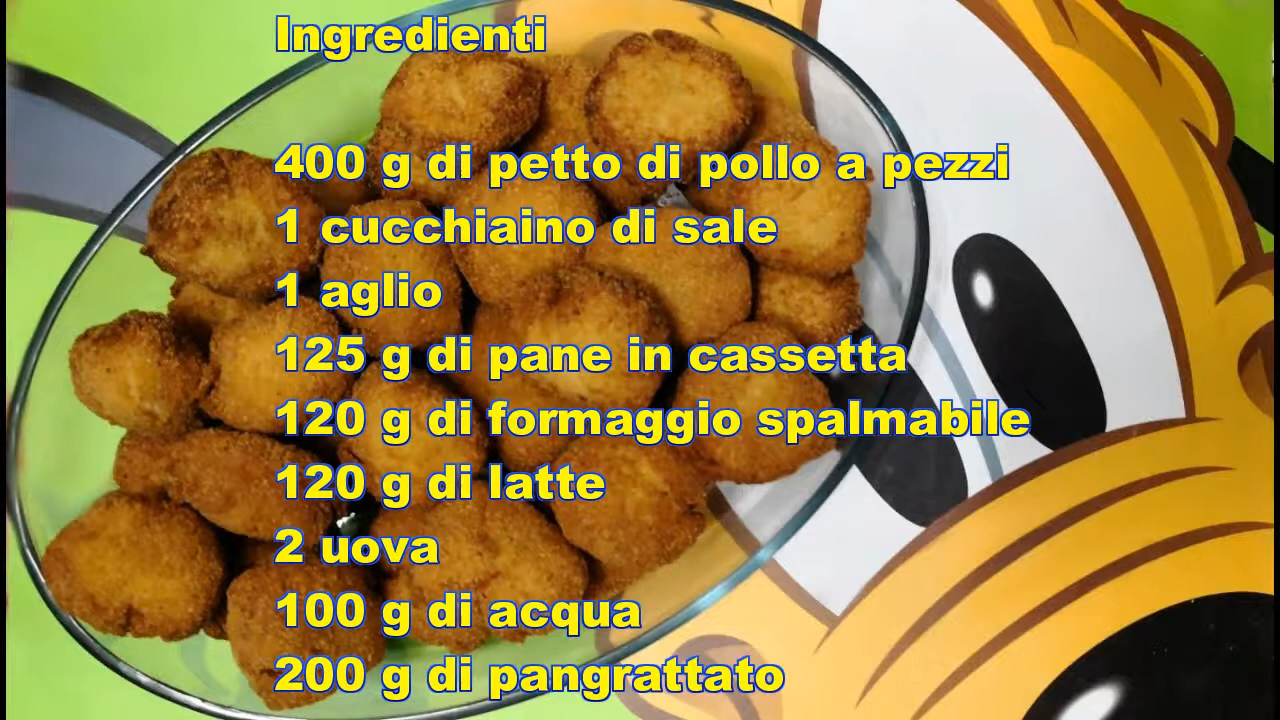 Ingredienti
400 g di petto di pollo a pezzi
1 cucchiaino di sale
1 aglio
125 g di pane in cassetta
120 g di formaggio spalmabile
120 g di latte
2 uova
100 g di acqua
200 g di pangrattato